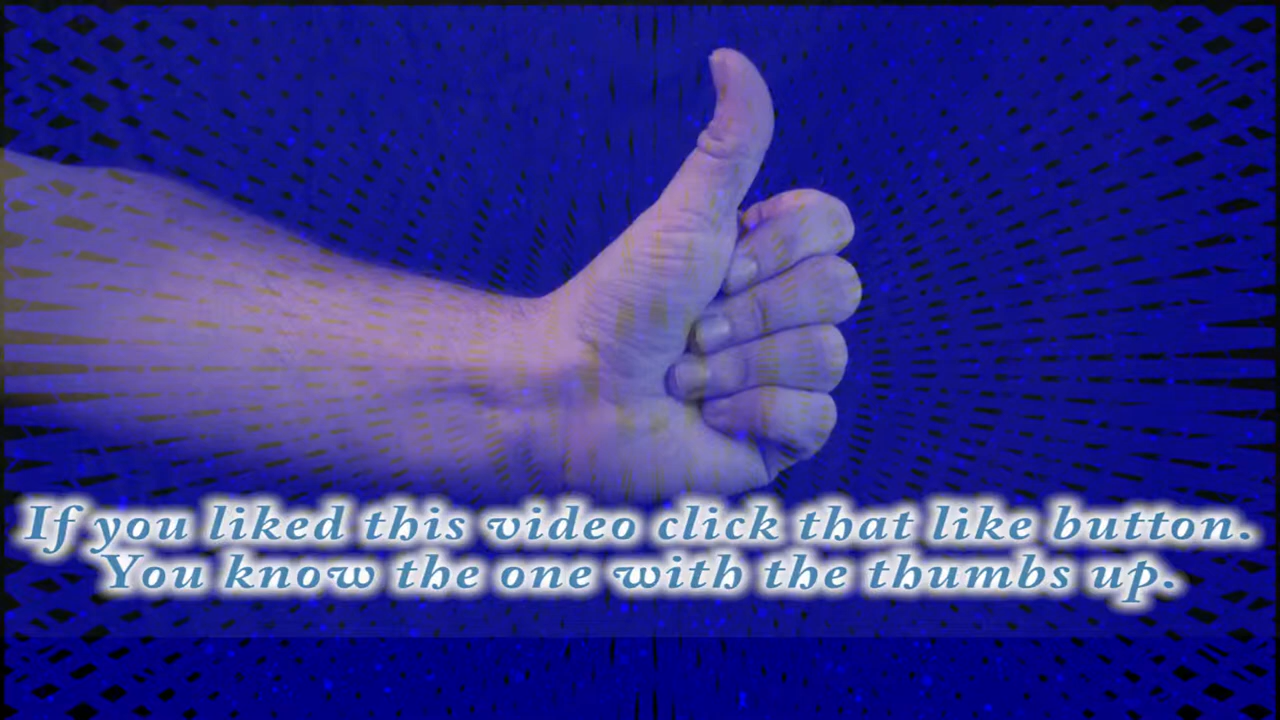 If you liked this video click that like button.
You know the one with the thumbs up.